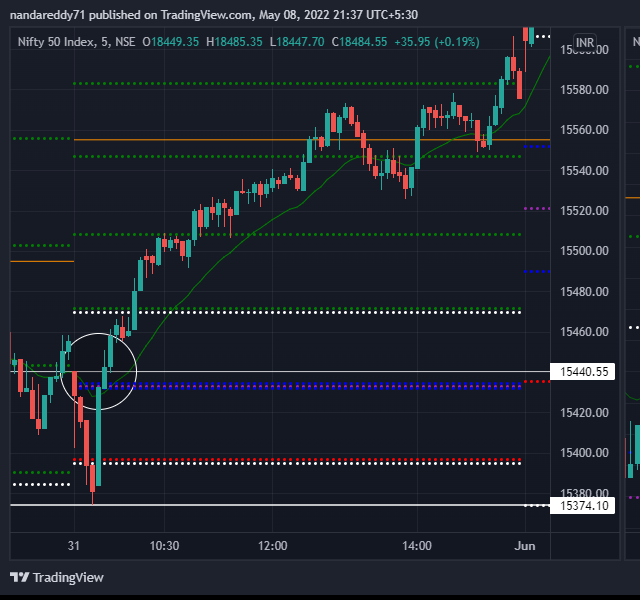 nandareddy71 published on TradingView.com, May 08, 2022 21:37 UTC+5:30
Nifty 50 Index, 5, NSE O18449.35 H18485.35 L18447.70 C18484.55 +35.95 (+0.19%)
INR
N
15580.00
15560.00
15540.00
15520.00
15500.00
15480.00
15460.00
15440.55
15420.00
15400.00
15380.00
15374.10
31 10:30 12:00 14:00 Jun
TradingView